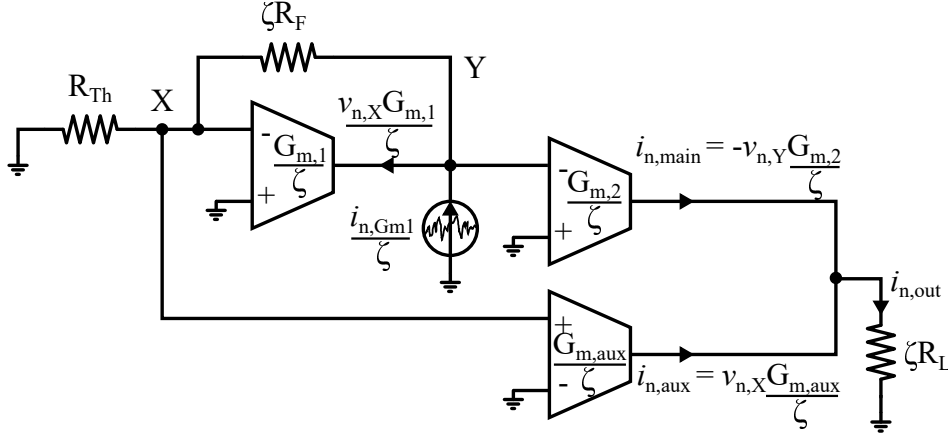 ζR_F
Y
R_Th
X
v_n,X G_m,1
ζ
-
G_m,1
ζ
+
i_n,Gm1
ζ
-
G_m,2
ζ
+
i_n,main = -v_n,Y G_m,2
ζ
i_n,out
ζR_L
+
G_m,aux
ζ
-
i_n,aux = v_n,X G_m,aux
ζ